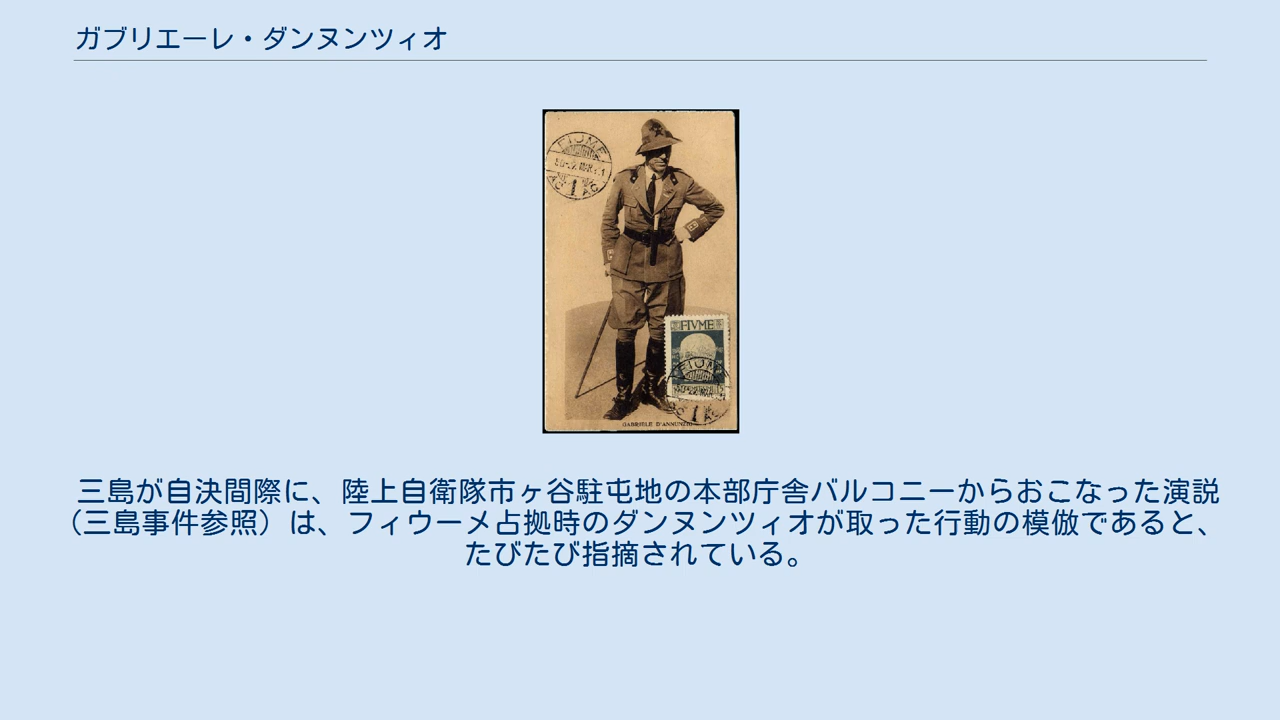 ガブリエーレ・ダンヌンツィオ
FIUME
FIVME
FIUME
GABRIELE D'ANNUNZIO
三島が自決間際に、陸上自衛隊市ヶ谷駐屯地の本部庁舎バルコニーからおこなった演説
（三島事件参照）は、フィウーメ占拠時のダンヌンツィオが取った行動の模倣であると、
たびたび指摘されている。